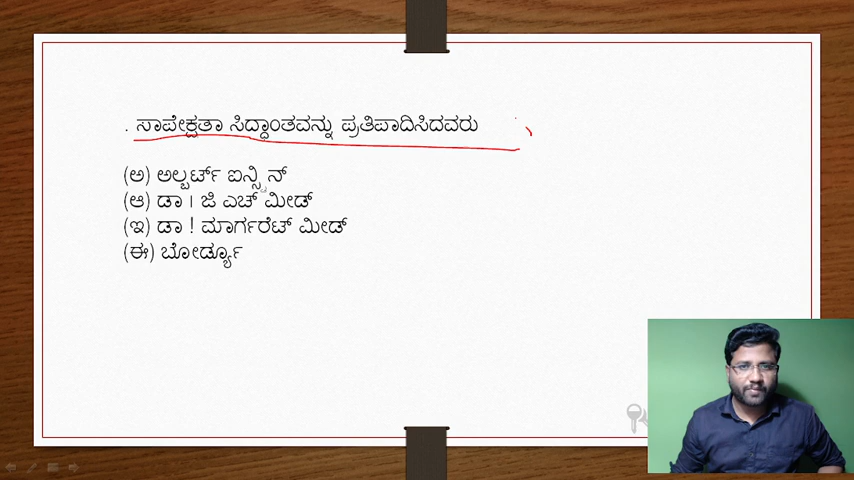 . ಸಾಪೇಕ್ಷತಾ ಸಿದ್ಧಾಂತವನ್ನು ಪ್ರತಿಪಾದಿಸಿದವರು
(ಅ) ಅಲ್ಬರ್ಟ್ ಐನ್ಸ್ಟಿನ್
(ಆ) ಡಾ । ಜಿ ಎಚ್ ಮೀಡ್
(ಇ) ಡಾ ! ಮಾರ್ಗರೆಟ್ ಮೀಡ್
(ಈ) ಬೋರ್ಡ್ಯೂ